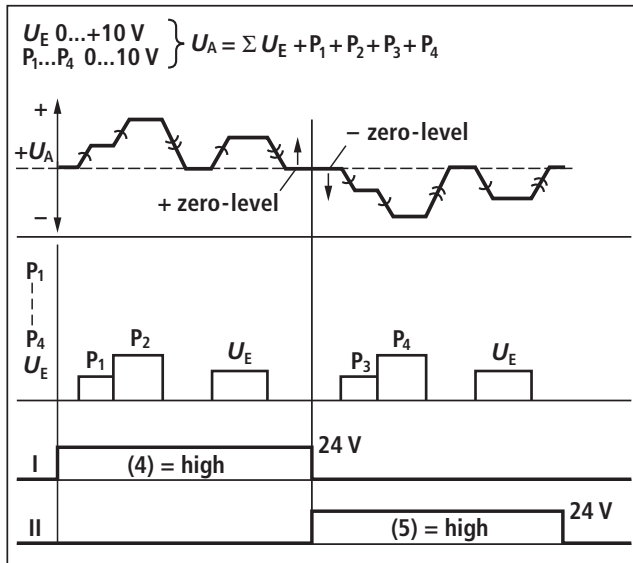 U_E 0...+10 V
P_1...P_4 0...10 V
U_A = Σ U_E + P_1 + P_2 + P_3 + P_4
+
+U_A
–
– zero-level
+ zero-level
P_1
P_4
U_E
P_1
P_2
U_E
P_3
P_4
U_E
I
(4) = high
24 V
II
(5) = high
24 V